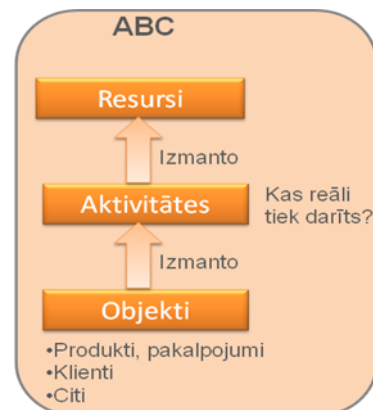 ABC
Resursi
Izmanto
Aktivitātes
Kas reāli
tiek darīts?
Izmanto
Objekti
•Produkti, pakalpojumi
•Klienti
•Citi